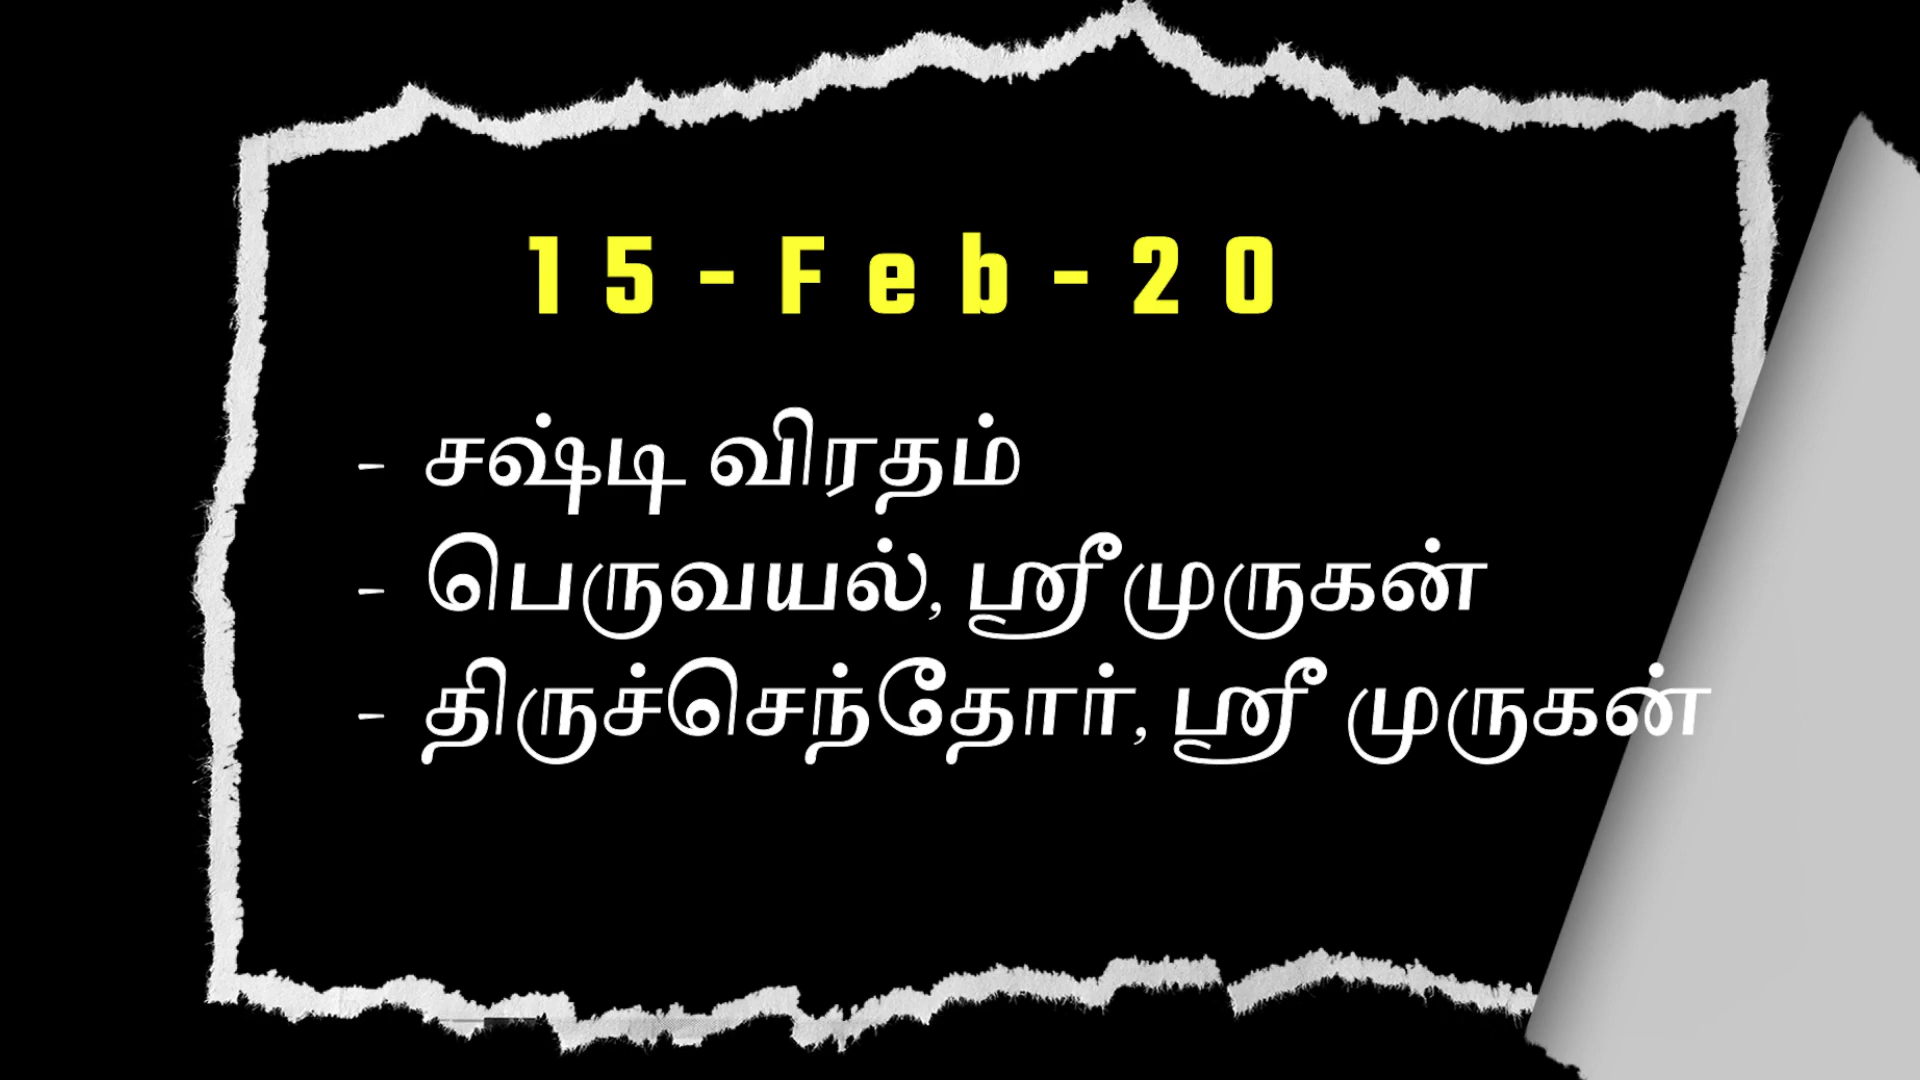 15-Feb-20
- சஷ்டி விரதம்
- பெருவயல், ஸ்ரீ முருகன்
- திருச்செந்தோர், ஸ்ரீ முருகன்